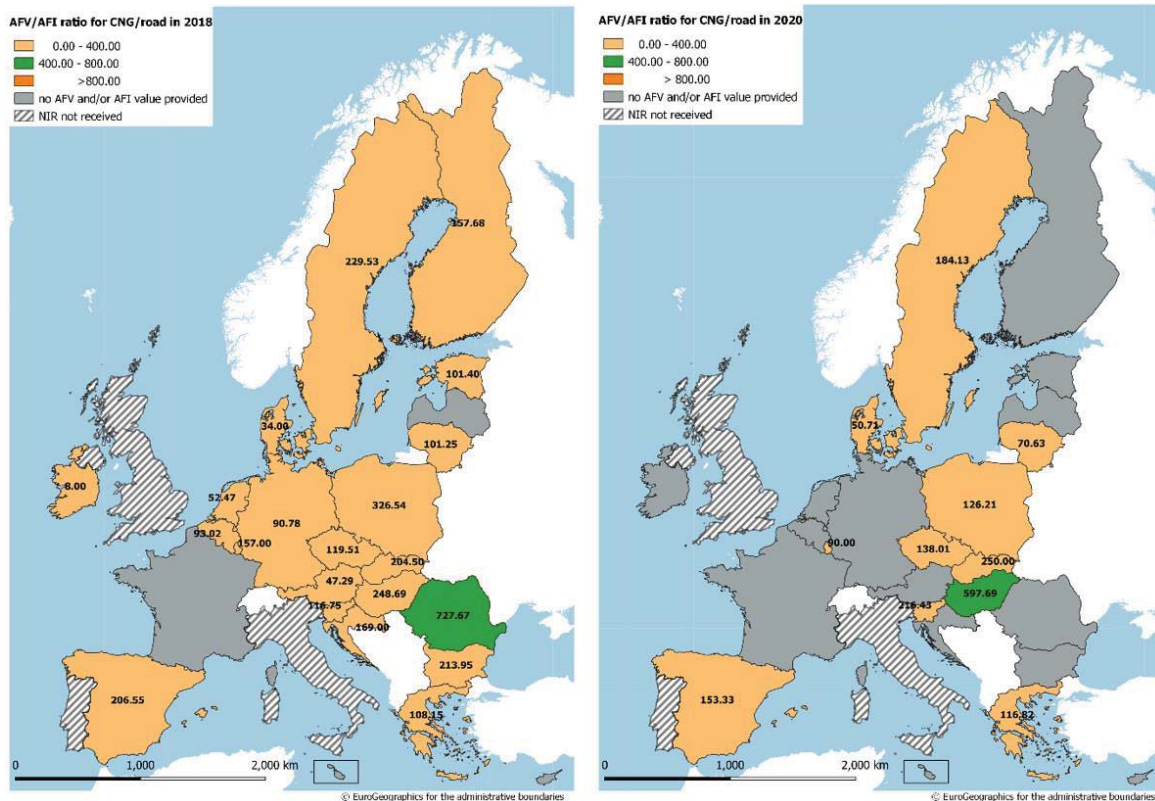 AFV/AFI ratio for CNG/road in 2018
0.00 - 400.00
400.00 - 800.00
>800.00
no AFV and/or AFI value provided
NIR not received
157.68
229.53
101.40
34.00
101.25
8.00
52.47
326.54
90.78
93.02
157.00
119.51
204.50
47.29
248.69
116.75
727.67
169.00
213.95
206.55
108.15
0 1,000 2,000 km
© EuroGeographics for the administrative boundaries
AFV/AFI ratio for CNG/road in 2020
0.00 - 400.00
400.00 - 800.00
> 800.00
no AFV and/or AFI value provided
NIR not received
184.13
50.71
70.63
126.21
90.00
138.01
250.00
597.69
216.43
153.33
116.82
0 1,000 2,000 km
© EuroGeographics for the administrative boundaries